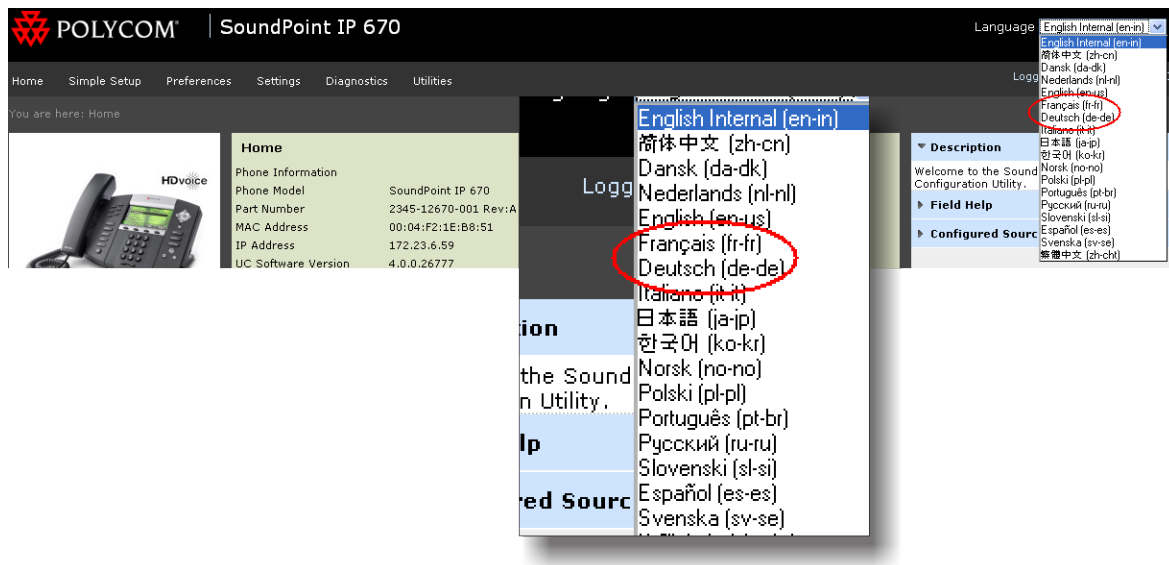 POLYCOM® SoundPoint IP 670
Language English Internal (en-in)
English Internal (en-in)
简体中文 (zh-cn)
Dansk (da-dk)
Nederlands (nl-nl)
English (en-us)
Français (fr-fr)
Deutsch (de-de)
Italiano (it-it)
日本語 (ja-jp)
한국어 (ko-kr)
Norsk (no-no)
Polski (pl-pl)
Português (pt-br)
Русский (ru-ru)
Slovenski (sl-si)
Español (es-es)
Svenska (sv-se)
繁體中文 (zh-cht)
Home Simple Setup Preferences Settings Diagnostics Utilities
Logg
You are here: Home
HDvoice
Home
Phone Information
Phone Model SoundPoint IP 670
Part Number 2345-12670-001 Rev:A
MAC Address 00:04:F2:1E:B8:51
IP Address 172.23.6.59
UC Software Version 4.0.0.26777
Description
Welcome to the Sound
Configuration Utility.
Field Help
Configured Sourc
Logg
tion
the Sound
n Utility.
lp
red Sourc
English Internal (en-in)
简体中文 (zh-cn)
Dansk (da-dk)
Nederlands (nl-nl)
English (en-us)
Français (fr-fr)
Deutsch (de-de)
Italiano (it-it)
日本語 (ja-jp)
한국어 (ko-kr)
Norsk (no-no)
Polski (pl-pl)
Português (pt-br)
Русский (ru-ru)
Slovenski (sl-si)
Español (es-es)
Svenska (sv-se)